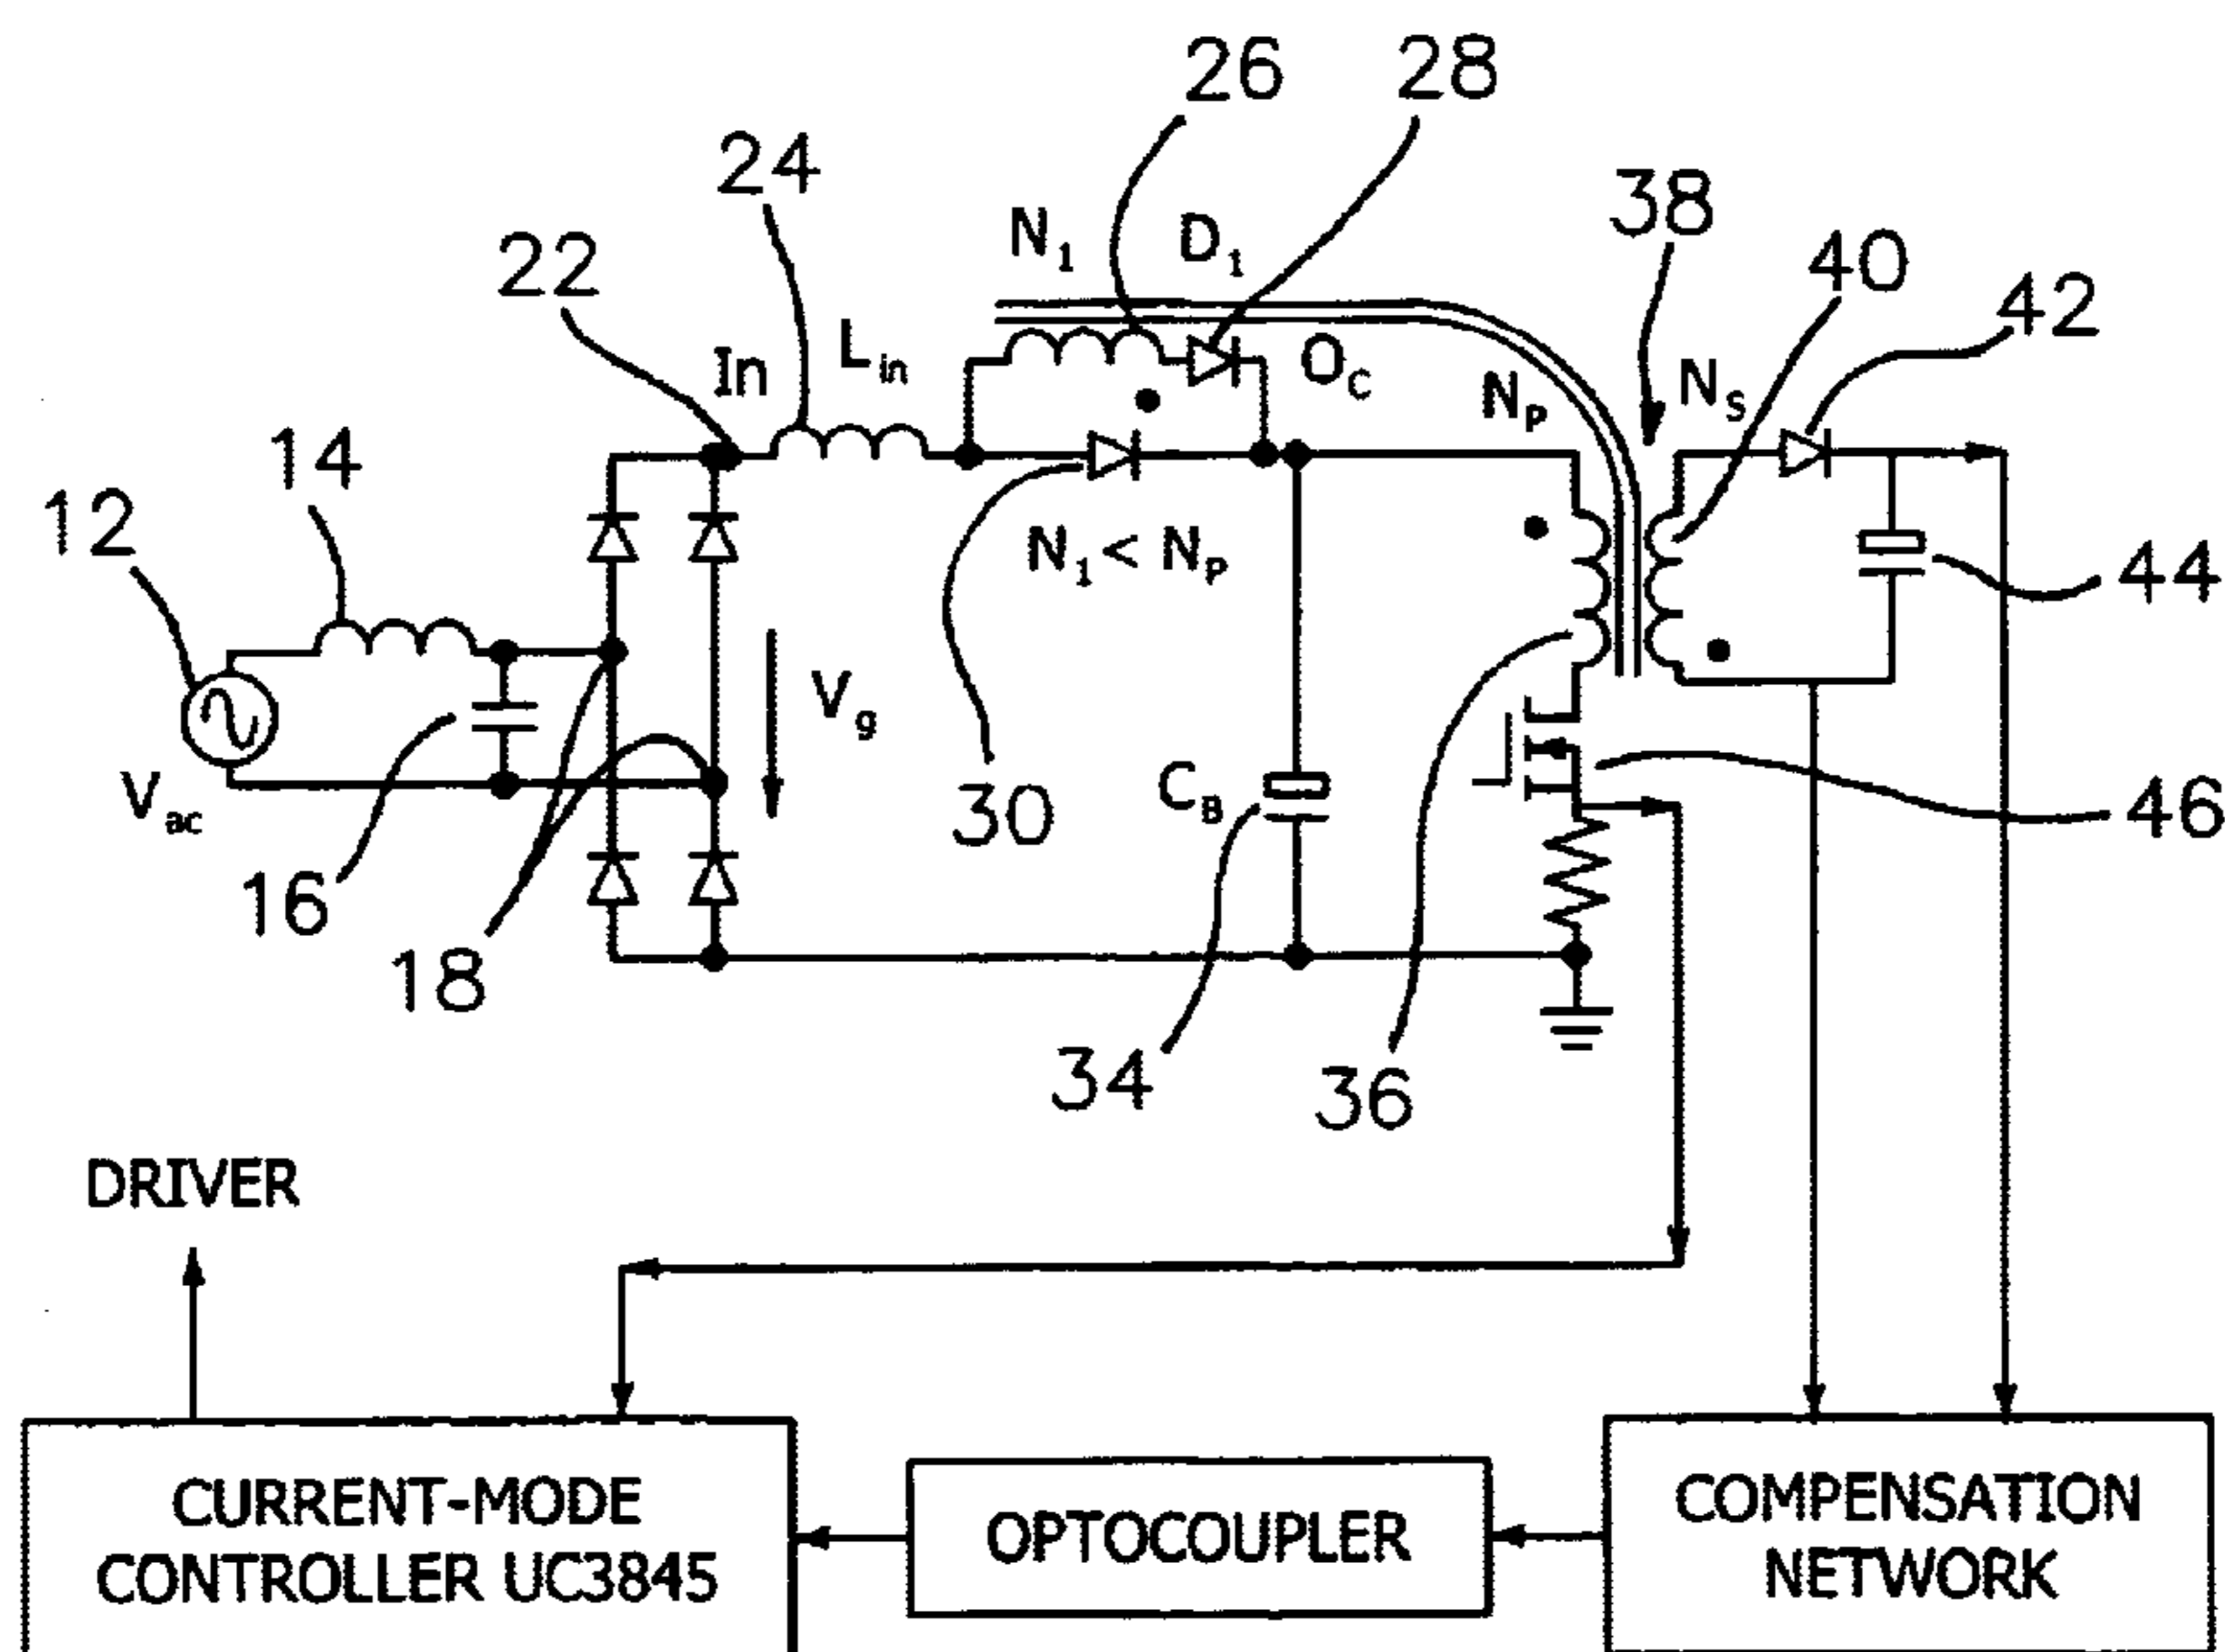 26
28
24
38
22
N1
D1
40
42
In
Lin
OC
NP
NS
14
12
N1 < NP
44
Vg
Vac
CB
30
46
16
18
34
36
DRIVER
CURRENT-MODE
CONTROLLER UC3845
OPTOCOUPLER
COMPENSATION
NETWORK